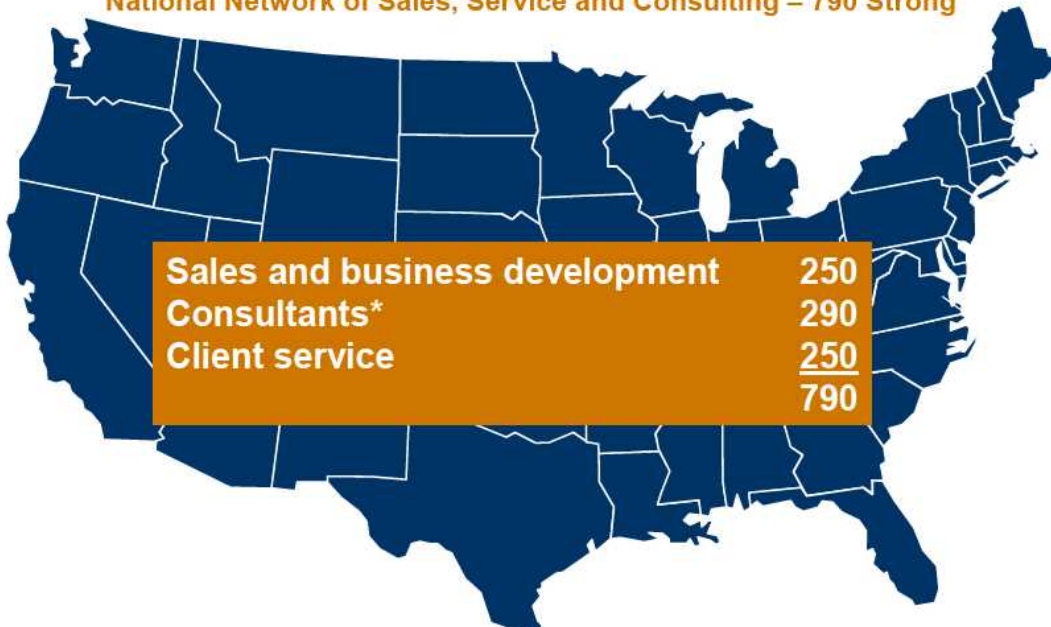 National Network of Sales, Service and Consulting – 790 Strong
Sales and business development 250
Consultants* 290
Client service 250
790